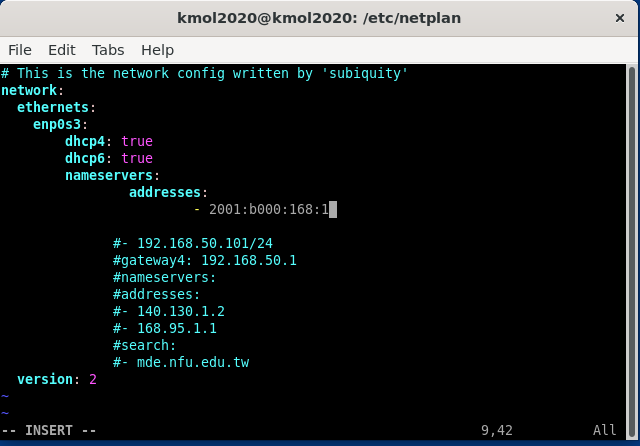 kmol2020@kmol2020: /etc/netplan ×
File Edit Tabs Help
# This is the network config written by 'subiquity'
network:
  ethernets:
    enp0s3:
        dhcp4: true
        dhcp6: true
        nameservers:
                addresses:
                        - 2001:b000:168:1
              #- 192.168.50.101/24
              #gateway4: 192.168.50.1
              #nameservers:
              #addresses:
              #- 140.130.1.2
              #- 168.95.1.1
              #search:
              #- mde.nfu.edu.tw
  version: 2
~
~
-- INSERT -- 9,42 All